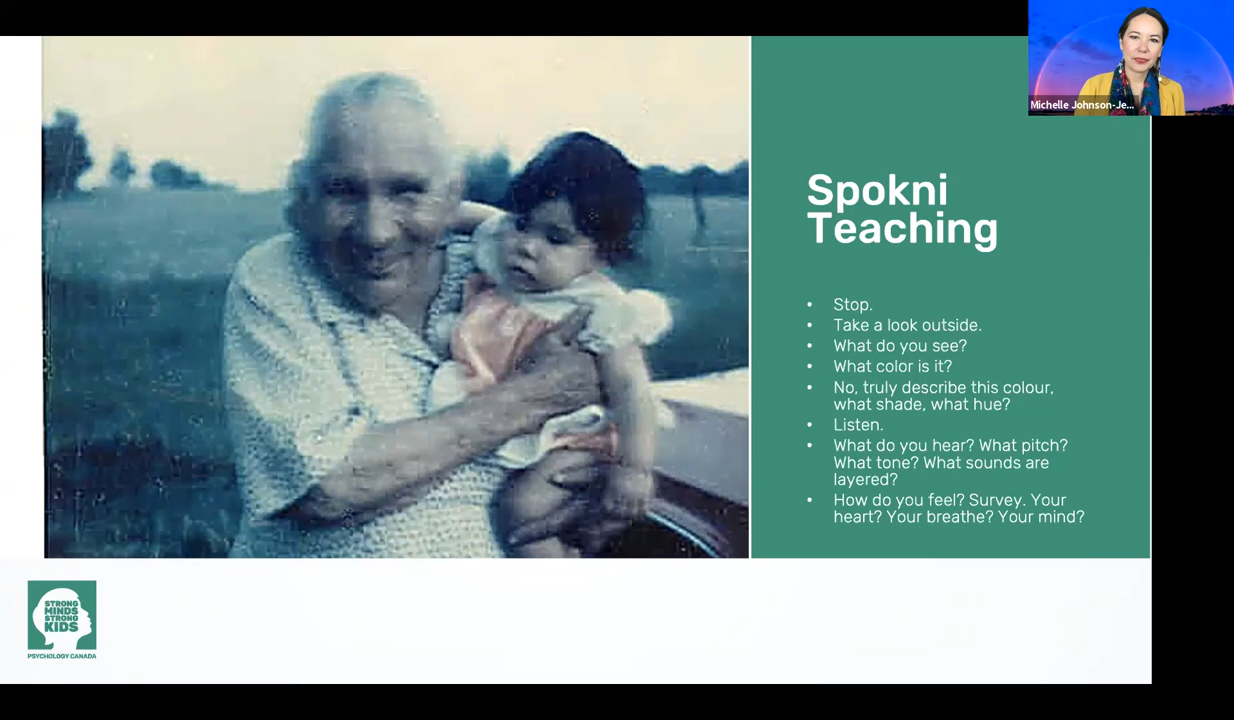 Michelle Johnson-Je...
Spokni
Teaching
• Stop.
• Take a look outside.
• What do you see?
• What color is it?
• No, truly describe this colour,
what shade, what hue?
• Listen.
• What do you hear? What pitch?
What tone? What sounds are
layered?
• How do you feel? Survey. Your
heart? Your breathe? Your mind?
STRONG
MINDS
STRONG
KIDS
PSYCHOLOGY CANADA